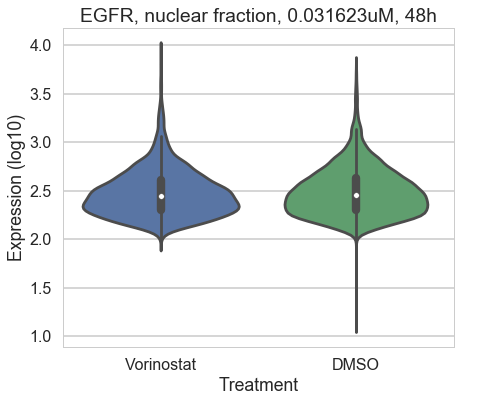 EGFR, nuclear fraction, 0.031623uM, 48h
4.0
3.5
3.0
2.5
2.0
1.5
1.0
Expression (log10)
Vorinostat DMSO
Treatment